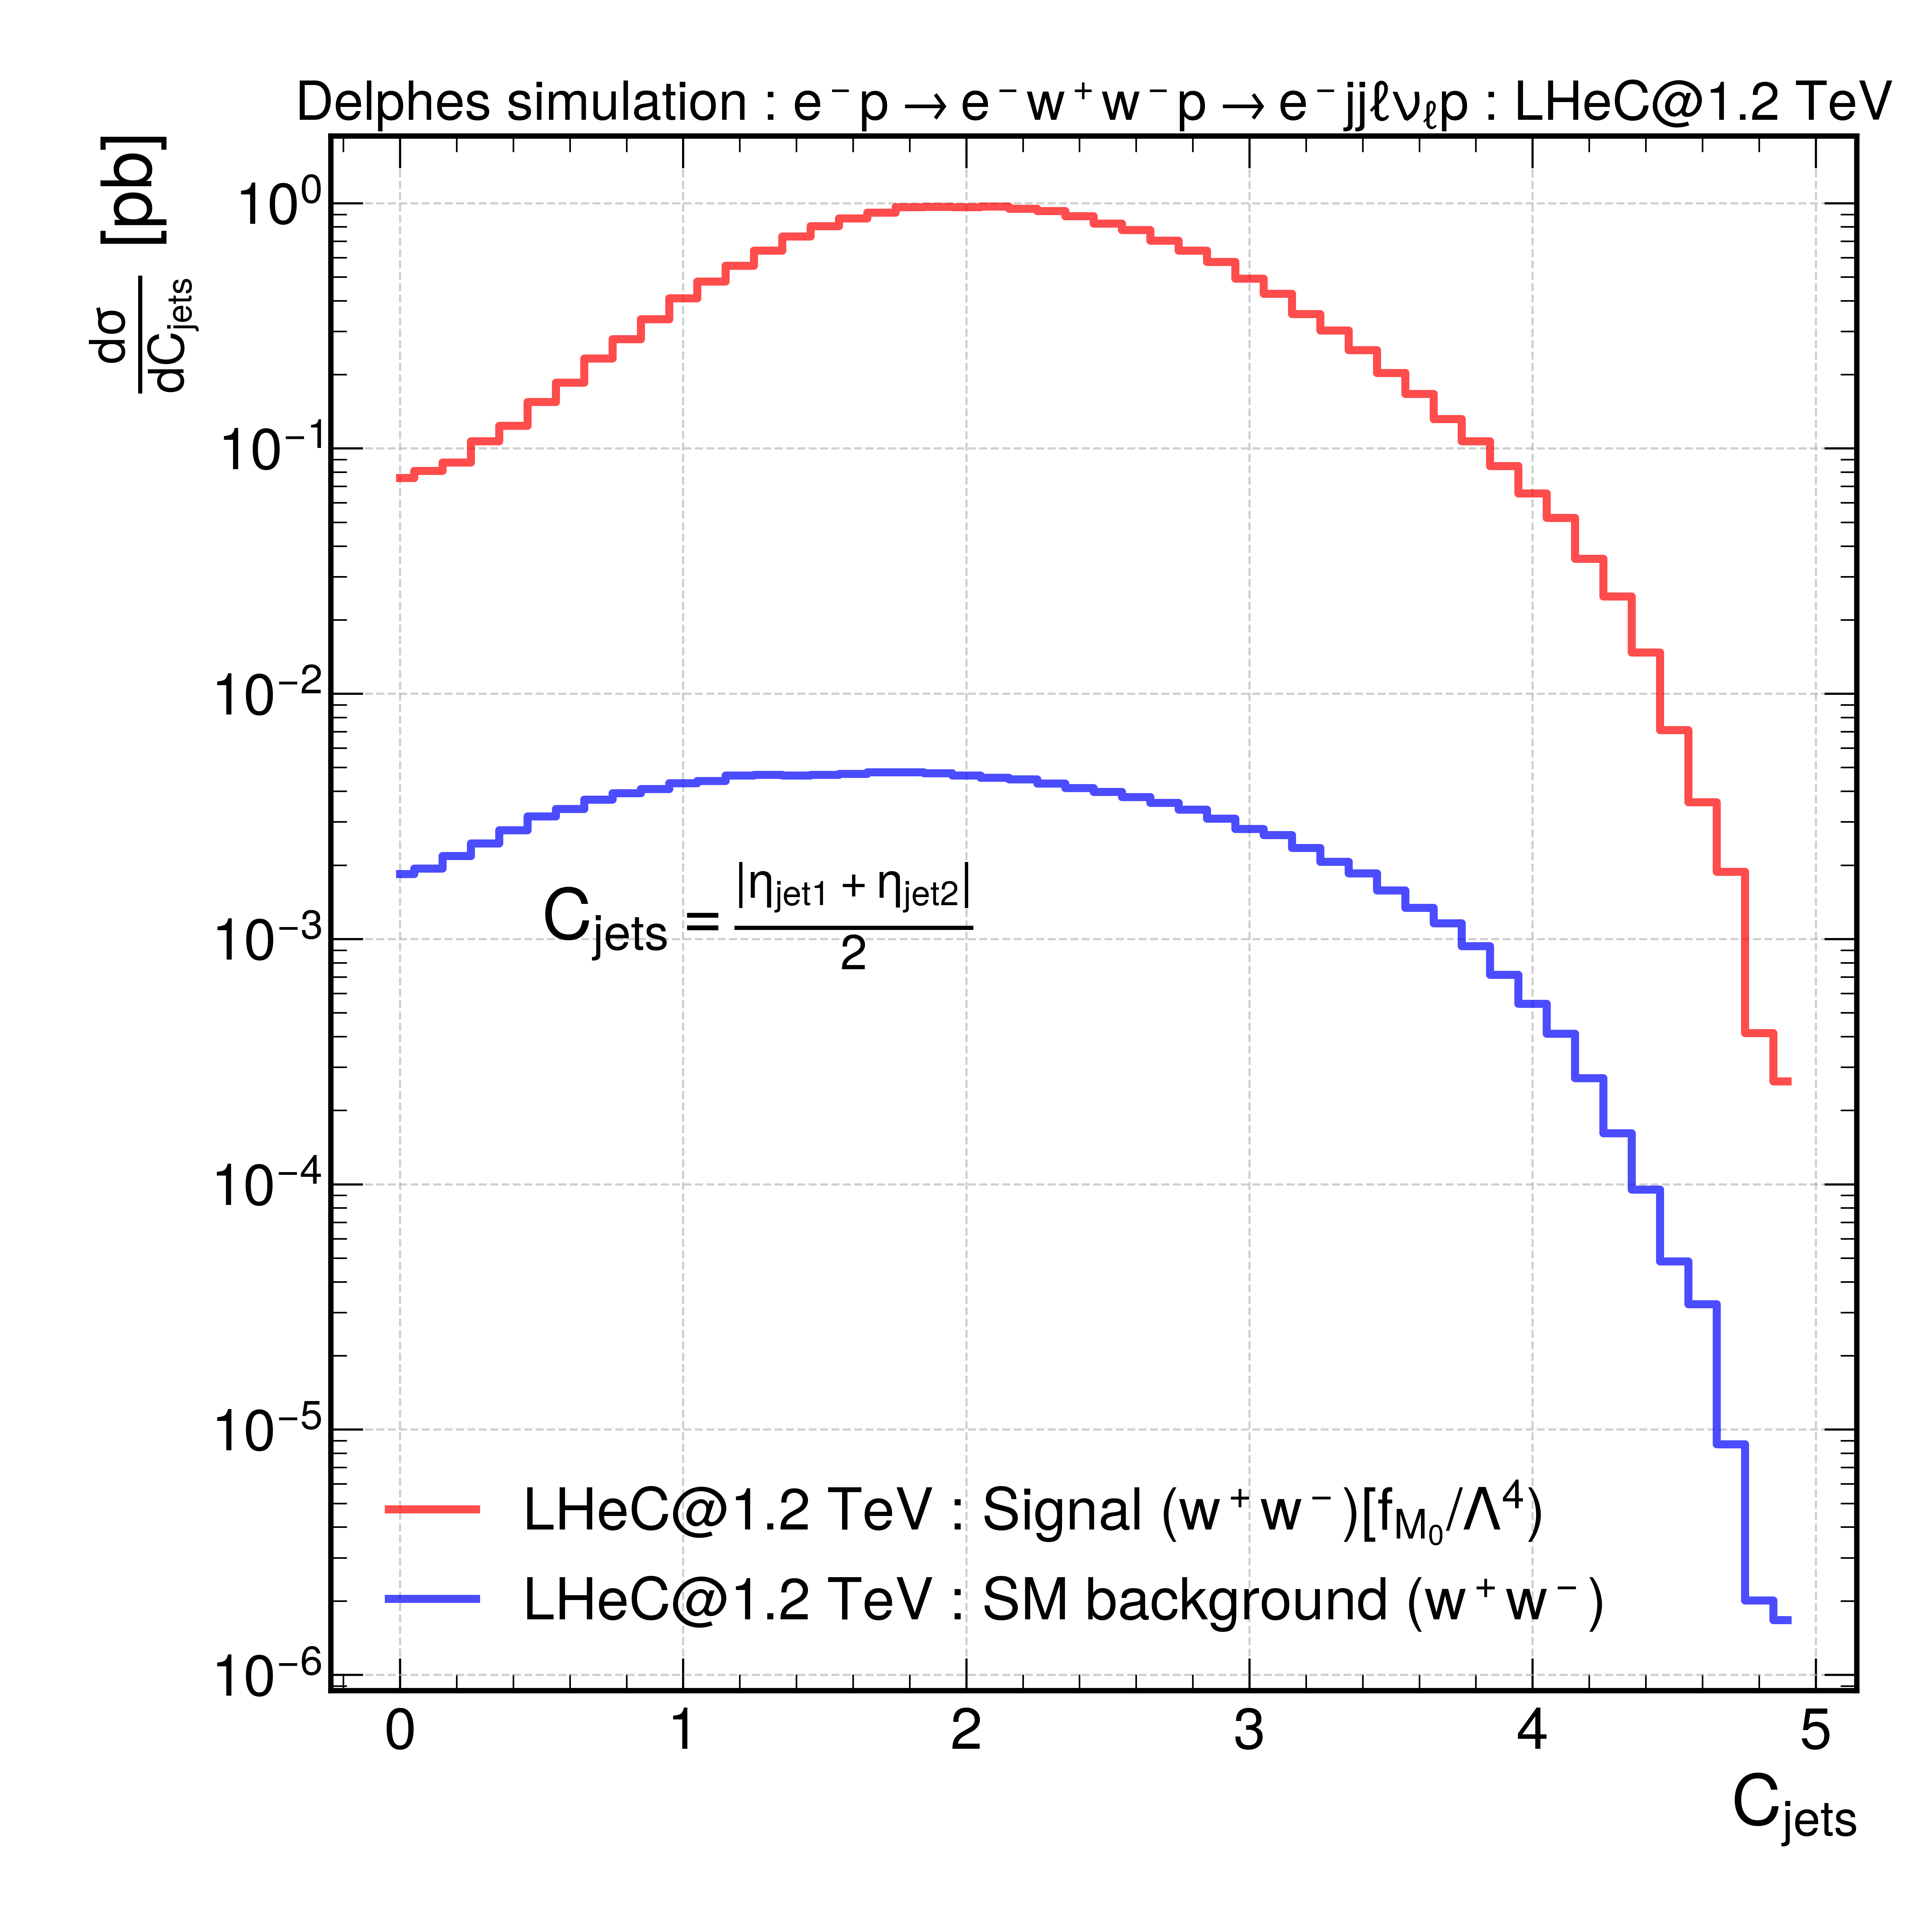 Delphes simulation : e⁻p → e⁻w⁺w⁻p → e⁻jjℓν_ℓp : LHeC@1.2 TeV
dσ/dC_jets [pb]
10⁰
10⁻¹
10⁻²
10⁻³
10⁻⁴
10⁻⁵
10⁻⁶
C_jets = |η_jet1 + η_jet2| / 2
LHeC@1.2 TeV : Signal (w⁺w⁻)[f_M₀/Λ⁴)
LHeC@1.2 TeV : SM background (w⁺w⁻)
0 1 2 3 4 5
C_jets